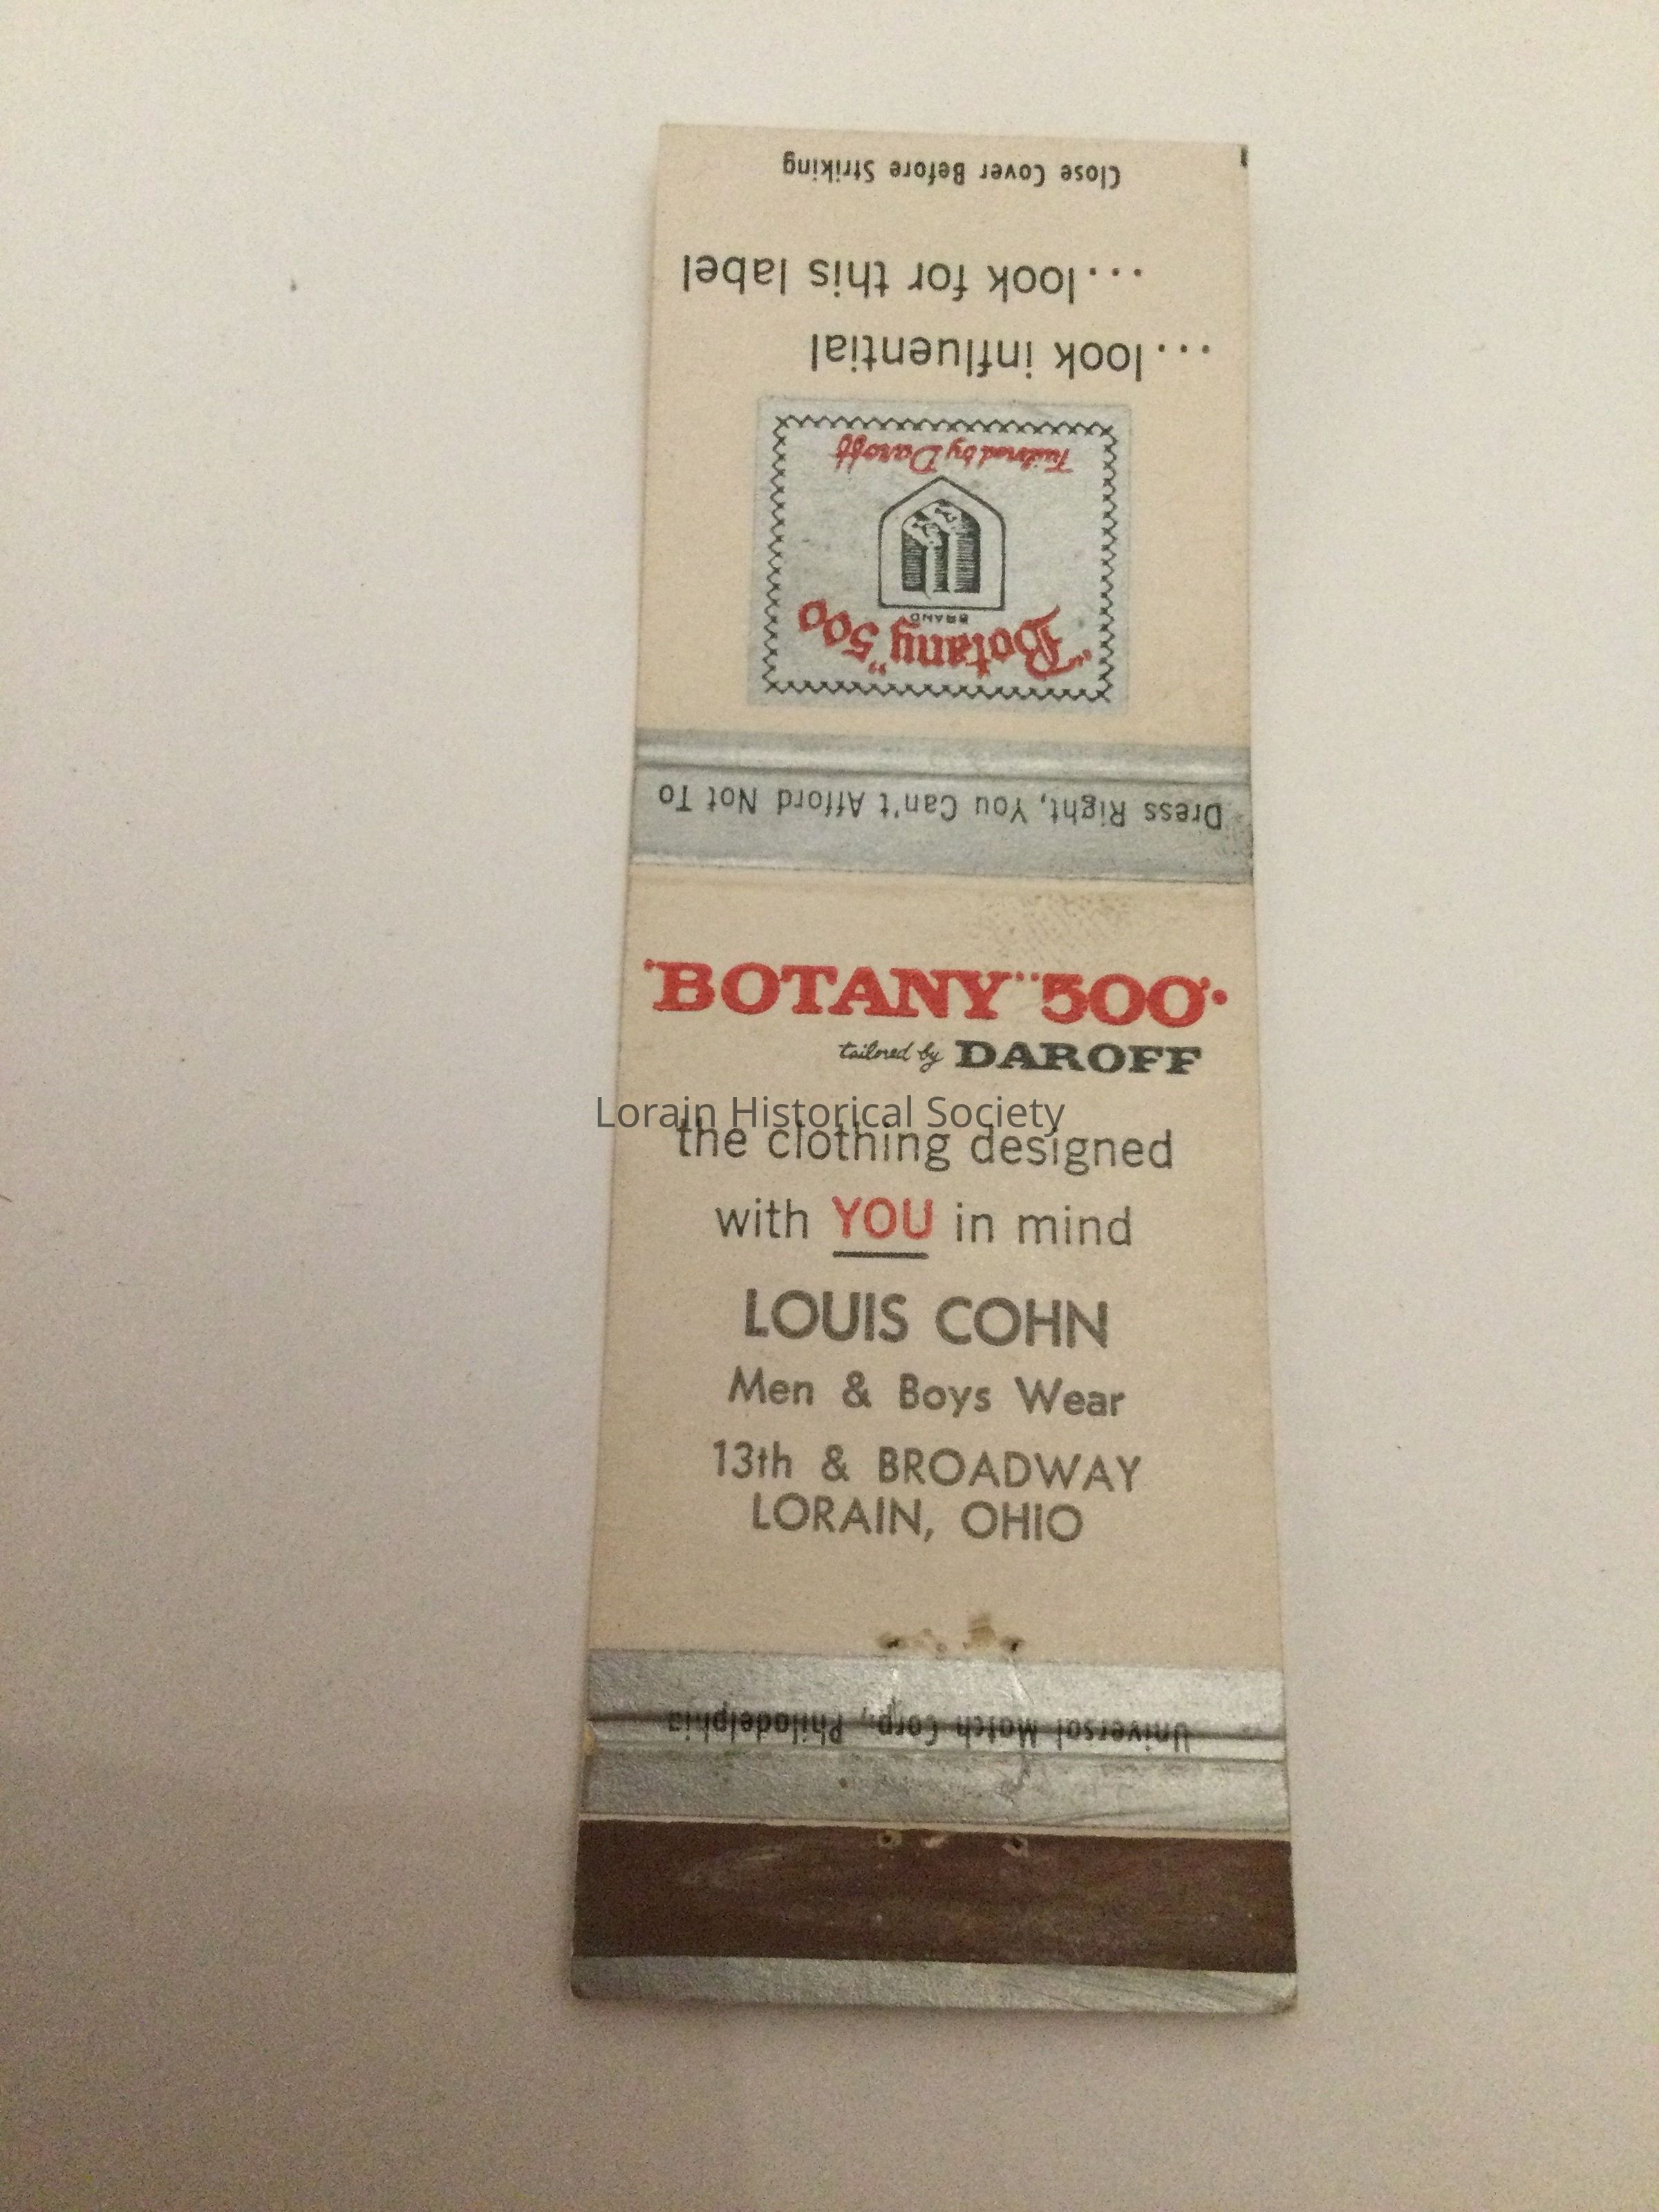 Close Cover Before Striking
...look for this label
...look influential
Tailored by Daroff
BRAND
"Botany" 500
Dress Right, You Can't Afford Not To
"BOTANY" "500"
tailored by DAROFF
Lorain Historical Society
the clothing designed
with YOU in mind
LOUIS COHN
Men & Boys Wear
13th & BROADWAY
LORAIN, OHIO
Universal Match Corp., Philadelphia